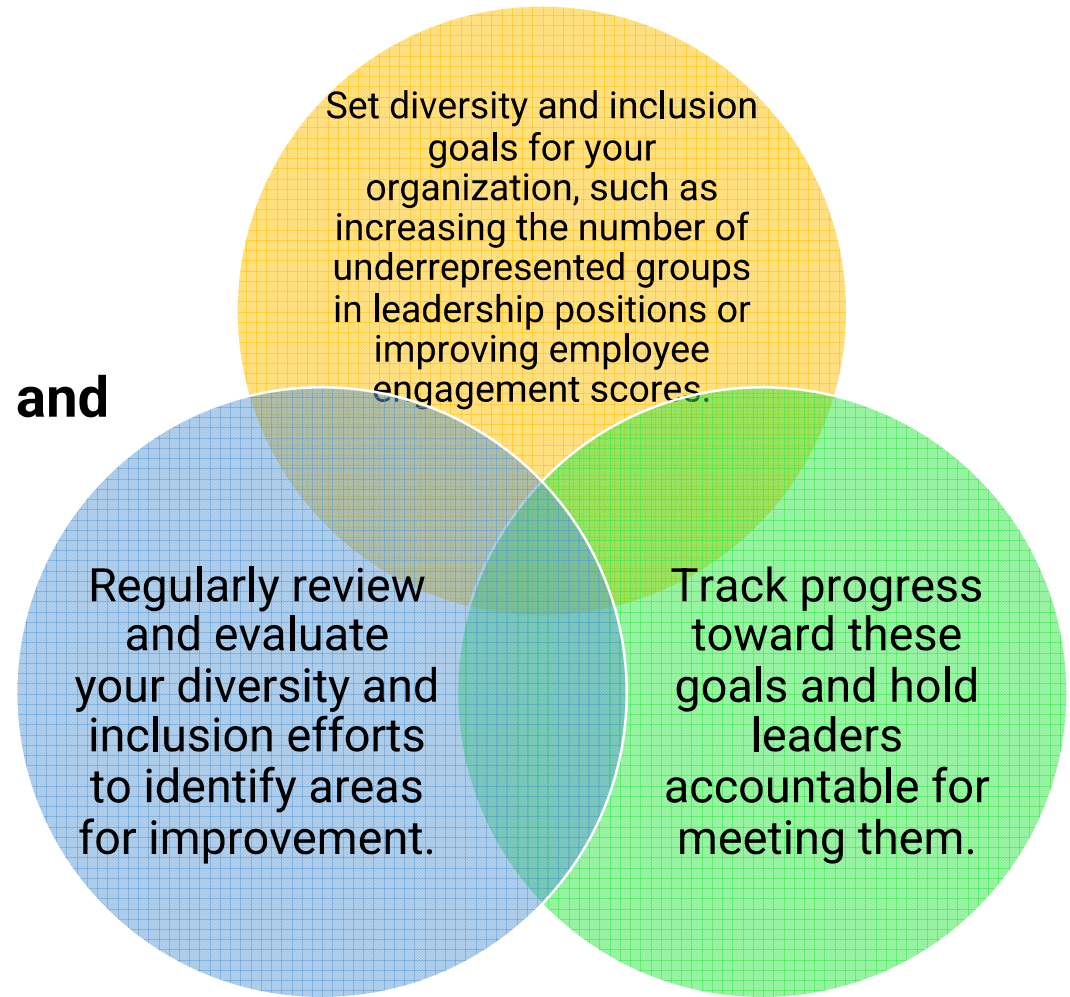 Set diversity and inclusion
goals for your
organization, such as
increasing the number of
underrepresented groups
in leadership positions or
improving employee
engagement scores.
and
Regularly review
and evaluate
your diversity and
inclusion efforts
to identify areas
for improvement.
Track progress
toward these
goals and hold
leaders
accountable for
meeting them.